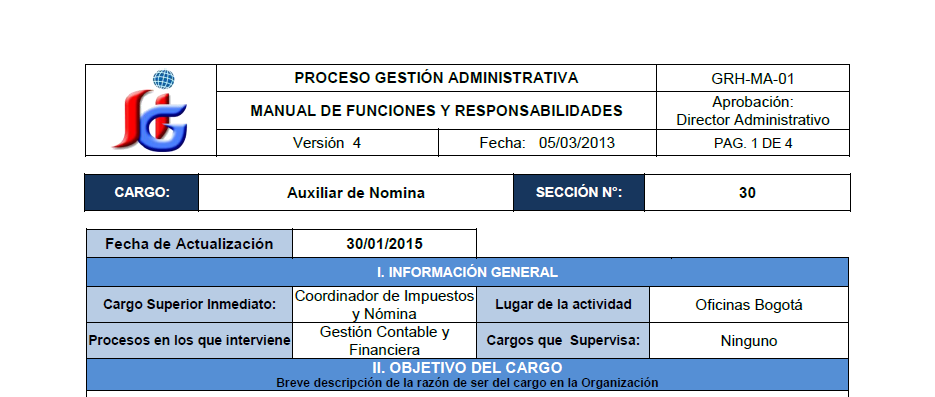 PROCESO GESTIÓN ADMINISTRATIVA
GRH-MA-01
MANUAL DE FUNCIONES Y RESPONSABILIDADES
Aprobación:
Director Administrativo
Versión 4
Fecha: 05/03/2013
PAG. 1 DE 4
CARGO:
Auxiliar de Nomina
SECCIÓN N°:
30
Fecha de Actualización
30/01/2015
I. INFORMACIÓN GENERAL
Cargo Superior Inmediato:
Coordinador de Impuestos
y Nómina
Lugar de la actividad
Oficinas Bogotá
Procesos en los que interviene
Gestión Contable y
Financiera
Cargos que Supervisa:
Ninguno
II. OBJETIVO DEL CARGO
Breve descripción de la razón de ser del cargo en la Organización